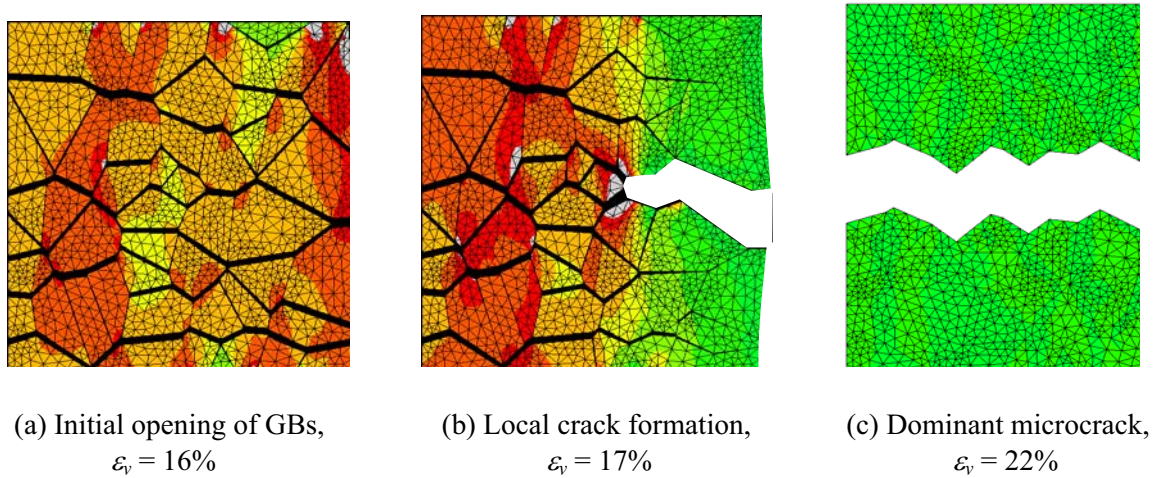 (a) Initial opening of GBs,
εᵥ = 16%
(b) Local crack formation,
εᵥ = 17%
(c) Dominant microcrack,
εᵥ = 22%